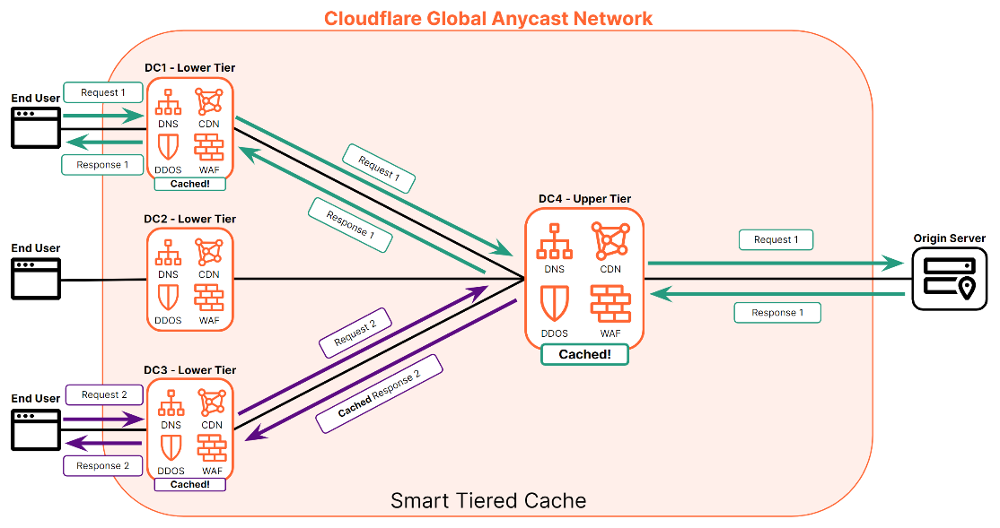 Cloudflare Global Anycast Network
DC1 - Lower Tier
End User
Request 1
DNS
CDN
Response 1
DDOS
WAF
Cached!
Request 1
Response 1
DC2 - Lower Tier
End User
DNS
CDN
DDOS
WAF
DC4 - Upper Tier
DNS
CDN
DDOS
WAF
Cached!
Request 1
Response 1
Origin Server
Request 2
Cached Response 2
DC3 - Lower Tier
End User
Request 2
DNS
CDN
Response 2
DDOS
WAF
Cached!
Smart Tiered Cache